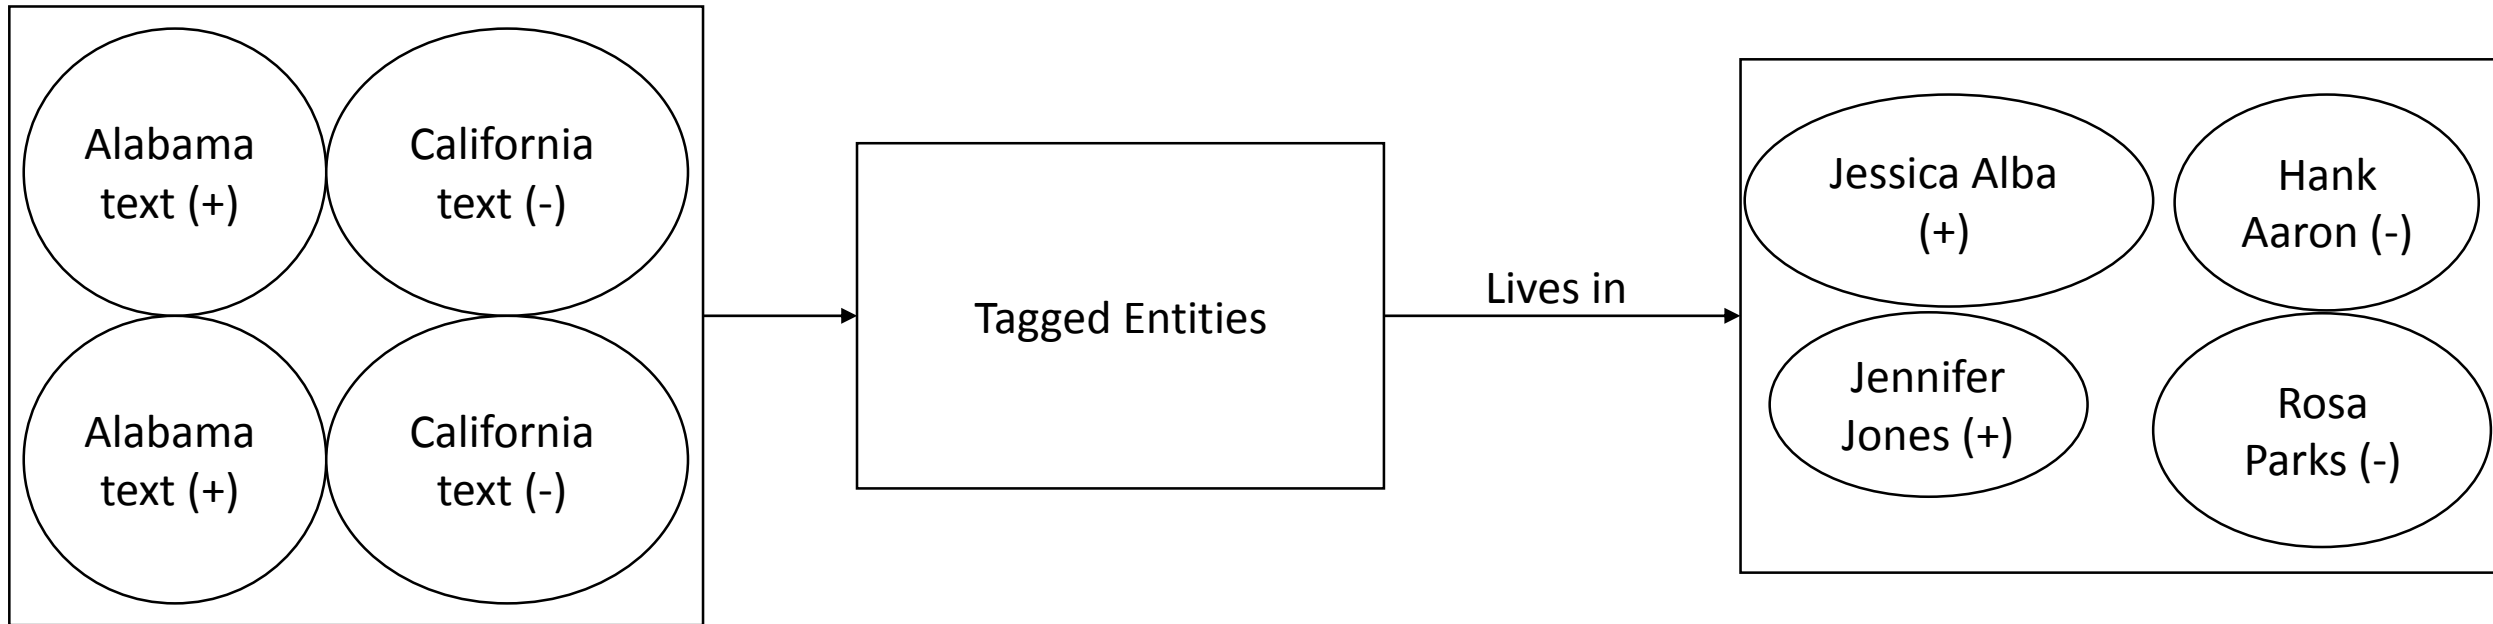 Alabama
text (+)
California
text (-)
Alabama
text (+)
California
text (-)
Tagged Entities
Lives in
Jessica Alba
(+)
Hank
Aaron (-)
Jennifer
Jones (+)
Rosa
Parks (-)